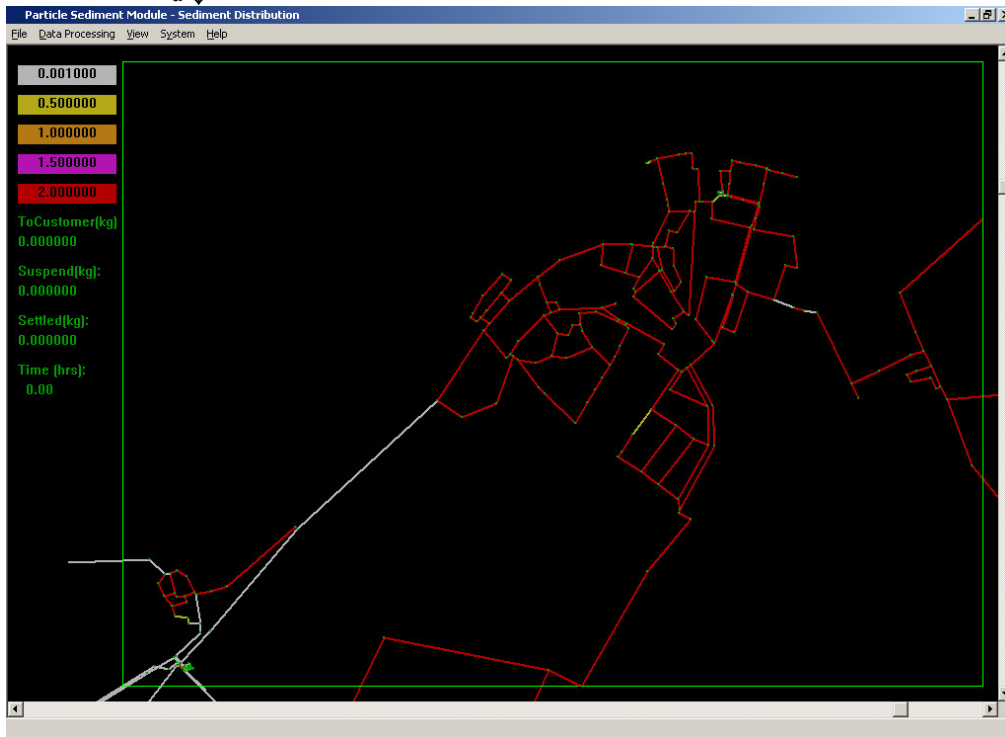 Particle Sediment Module - Sediment Distribution
File Data Processing View System Help
0.001000
0.500000
1.000000
1.500000
2.000000
ToCustomer(kg)
0.000000
Suspend(kg):
0.000000
Settled(kg):
0.000000
Time (hrs):
0.00